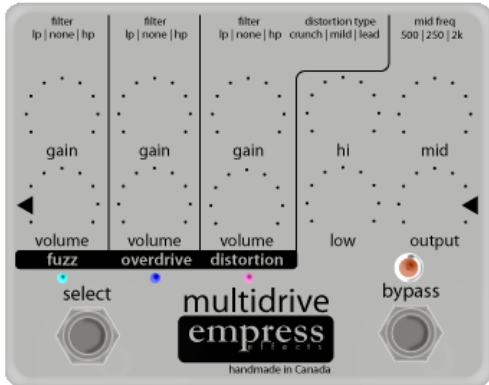 filter
lp | none | hp
filter
lp | none | hp
filter
lp | none | hp
distortion type
crunch | mild | lead
mid freq
500 | 250 | 2k
gain
gain
gain
hi
mid
volume
volume
volume
low
output
fuzz
overdrive
distortion
select
multidrive
bypass
empress
effects
handmade in Canada